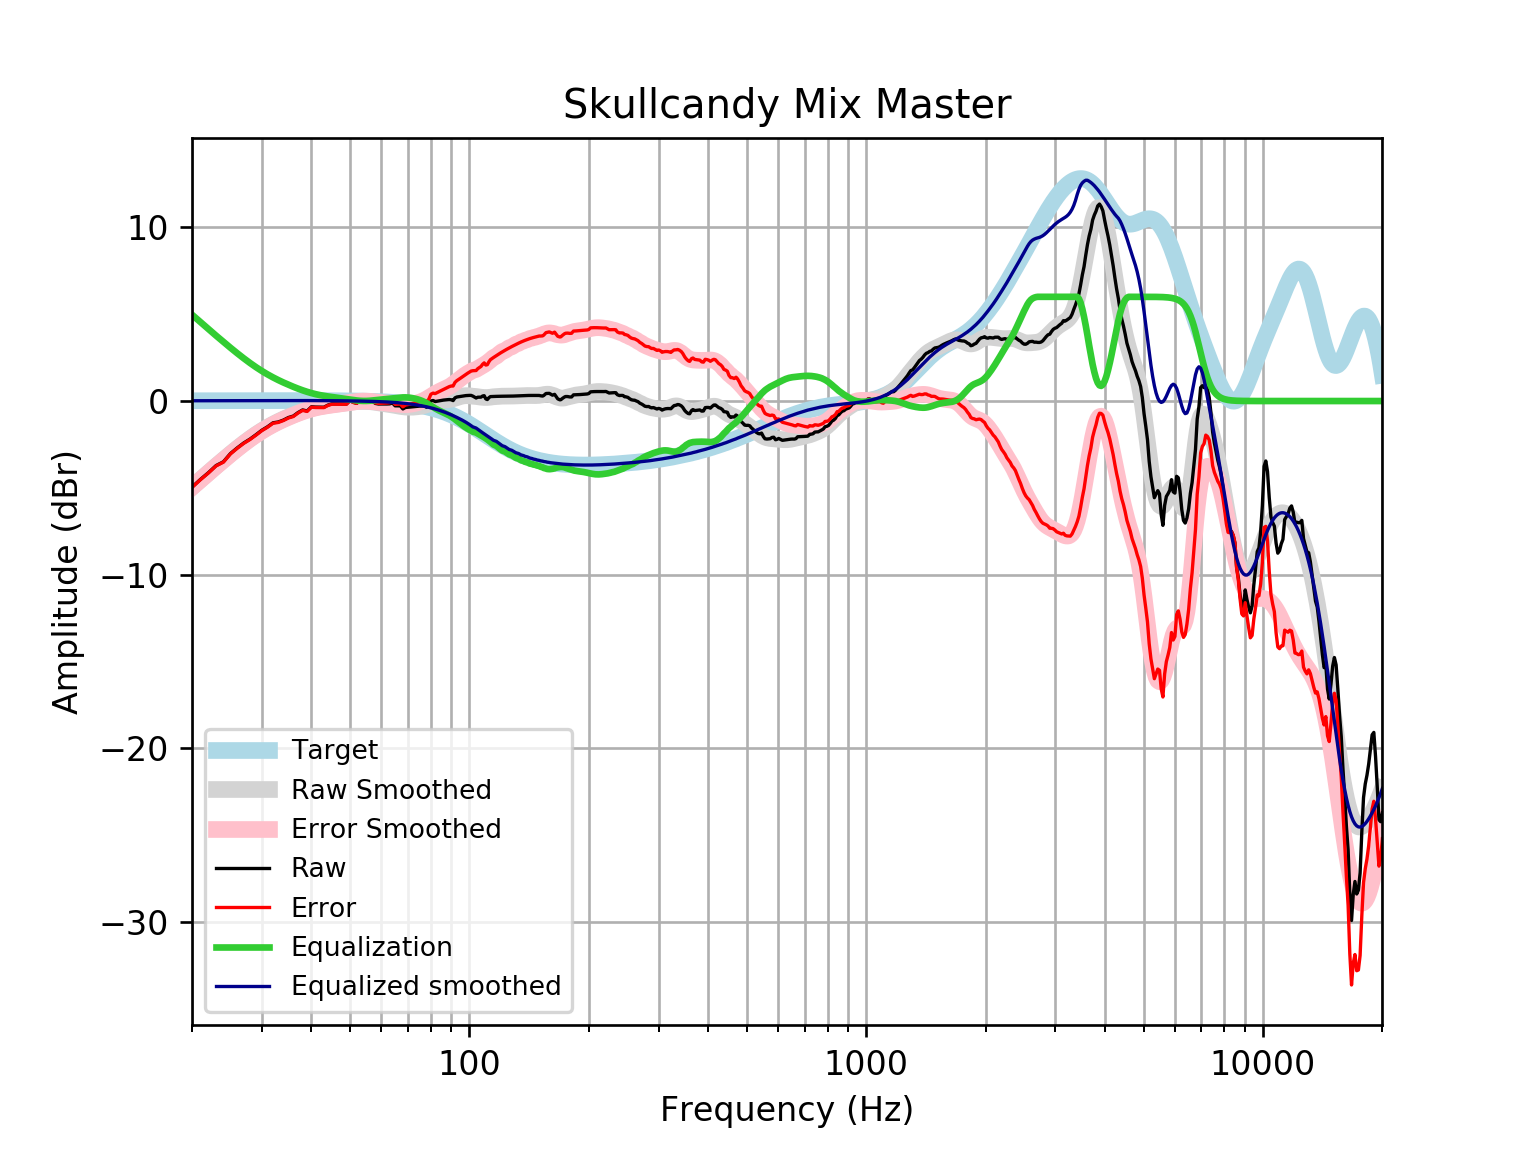 Skullcandy Mix Master
10
0
−10
−20
−30
Amplitude (dBr)
Target
Raw Smoothed
Error Smoothed
Raw
Error
Equalization
Equalized smoothed
100 1000 10000
Frequency (Hz)